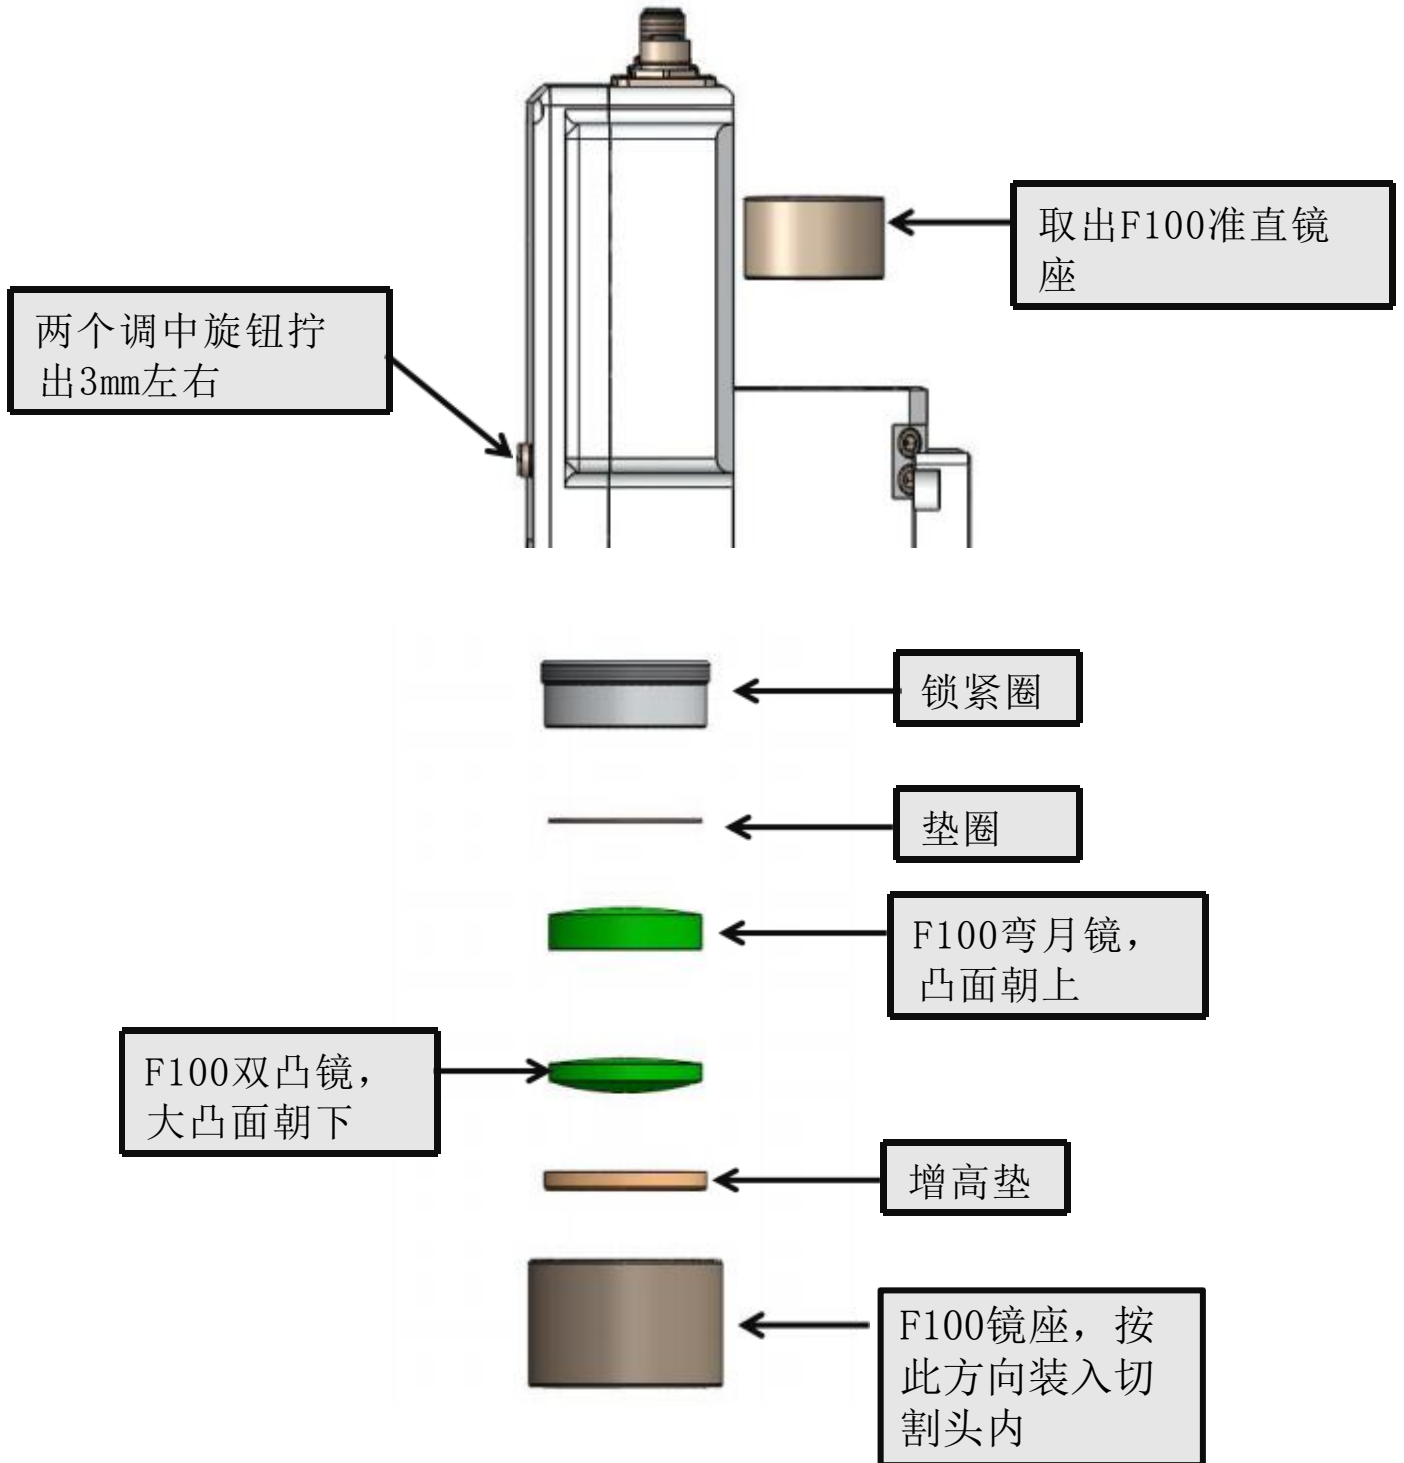 取出F100准直镜
座
两个调中旋钮拧
出3mm左右
锁紧圈
垫圈
F100弯月镜，
凸面朝上
F100双凸镜，
大凸面朝下
增高垫
F100镜座，按
此方向装入切
割头内